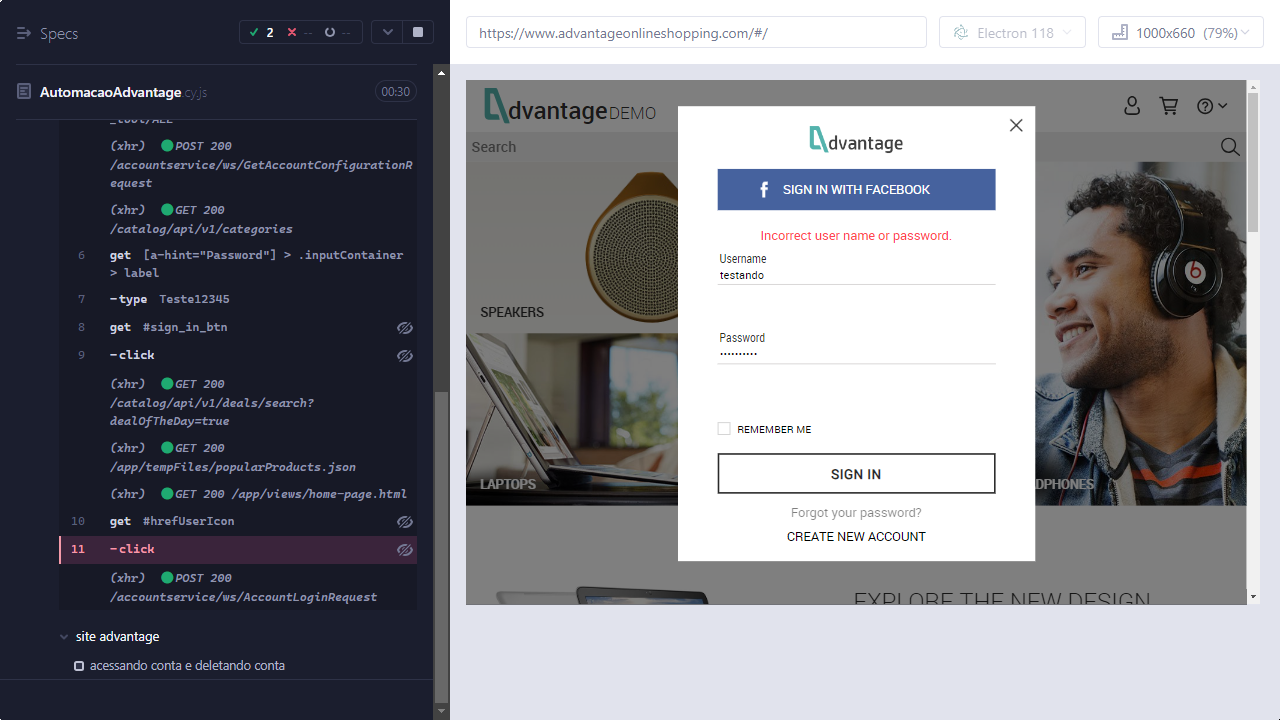 Specs
2
--
--
AutomacaoAdvantage.cy.js
00:30
_tool/ALL
(xhr) POST 200
/accountservice/ws/GetAccountConfigurationR
equest
(xhr) GET 200
/catalog/api/v1/categories
6 get [a-hint="Password"] > .inputContainer
> label
7 -type Teste12345
8 get #sign_in_btn
9 -click
(xhr) GET 200
/catalog/api/v1/deals/search?
dealOfTheDay=true
(xhr) GET 200
/app/tempFiles/popularProducts.json
(xhr) GET 200 /app/views/home-page.html
10 get #hrefUserIcon
11 -click
(xhr) POST 200
/accountservice/ws/AccountLoginRequest
site advantage
acessando conta e deletando conta
https://www.advantageonlineshopping.com/#/
Electron 118
1000x660 (79%)
dvantage DEMO
Search
SPEAKERS
LAPTOPS
DPHONES
EXPLORE THE NEW DESIGN
dvantage
SIGN IN WITH FACEBOOK
Incorrect user name or password.
Username
testando
Password
••••••••••
REMEMBER ME
SIGN IN
Forgot your password?
CREATE NEW ACCOUNT